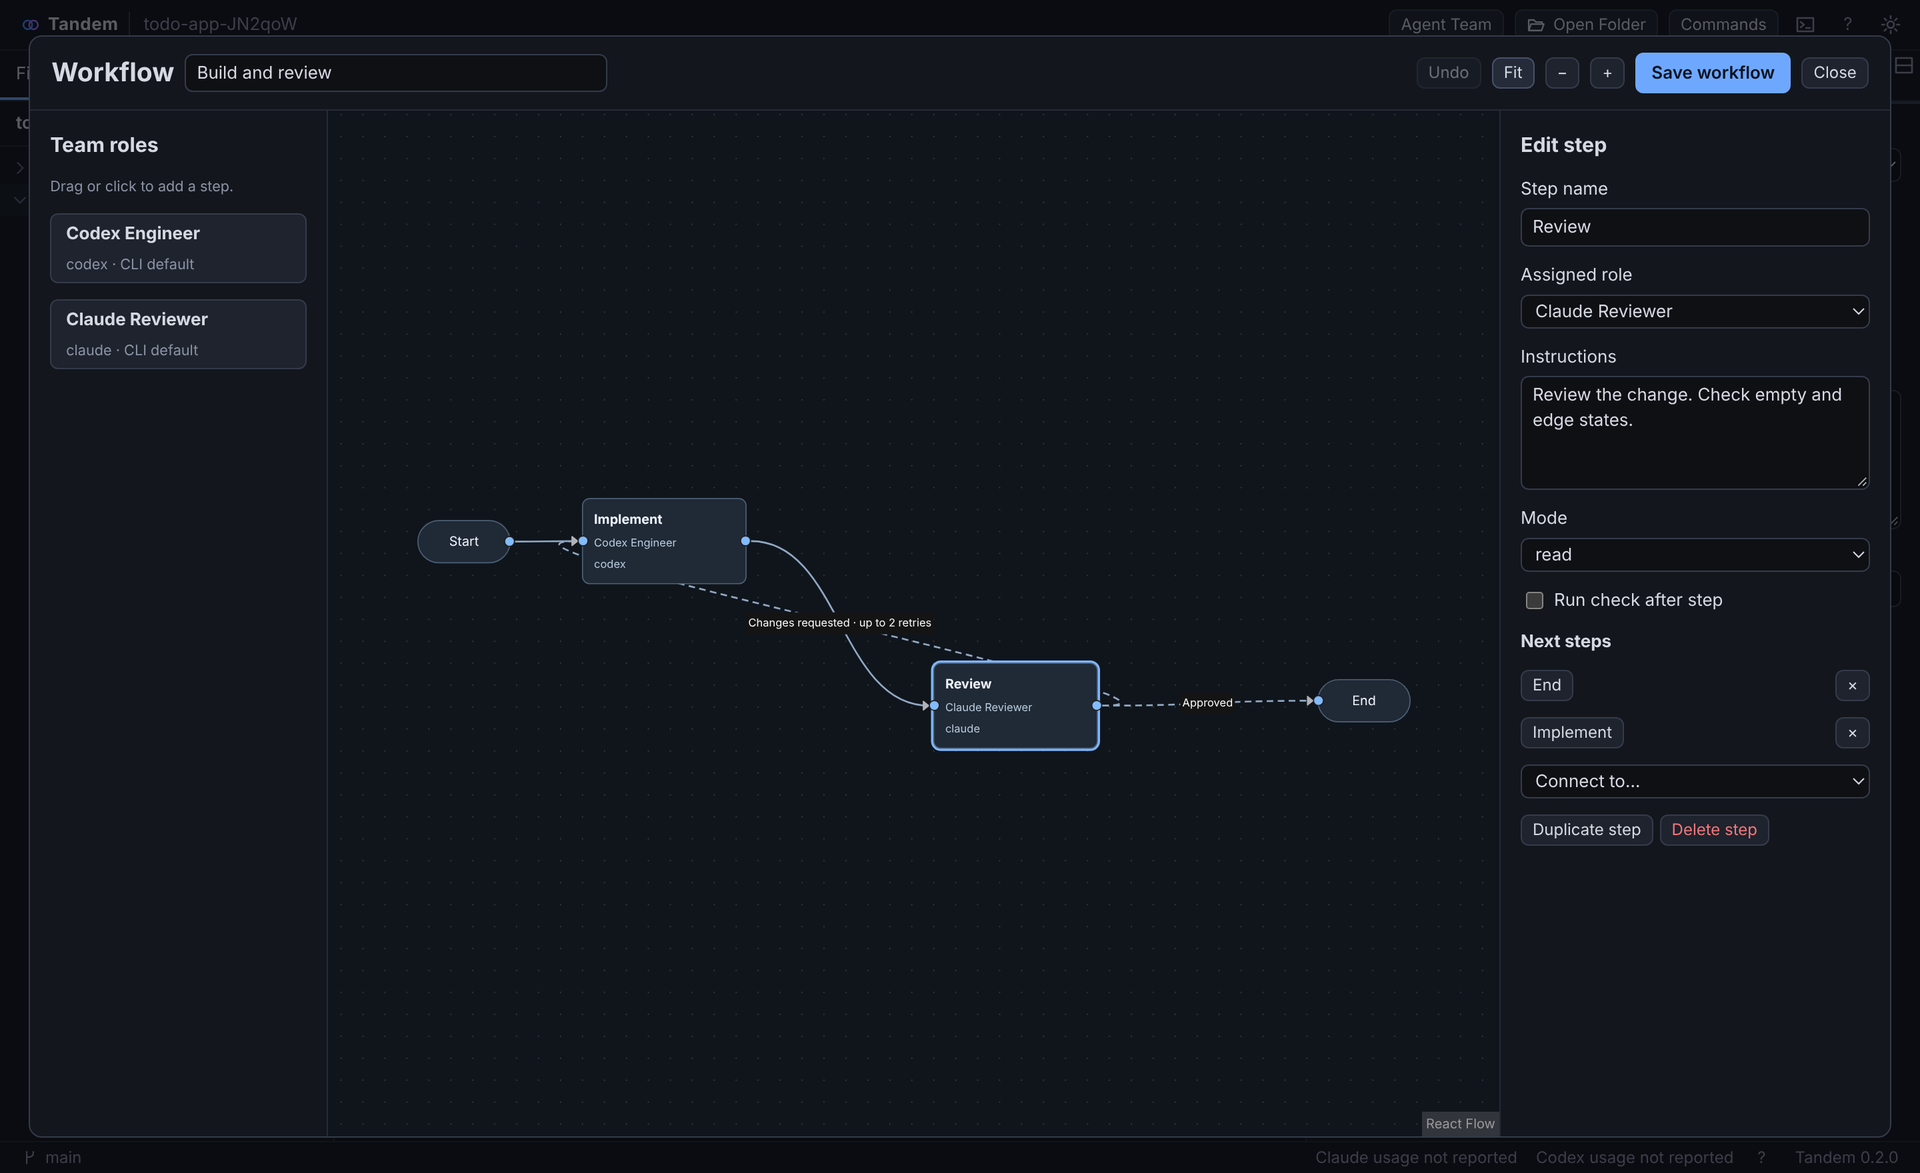 Tandem
todo-app-JN2qoW
Agent Team
Open Folder
Commands
?
Workflow
Build and review
Undo
Fit
−
+
Save workflow
Close
Team roles
Drag or click to add a step.
Codex Engineer
codex · CLI default
Claude Reviewer
claude · CLI default
Start
Implement
Codex Engineer
codex
Changes requested · up to 2 retries
Review
Claude Reviewer
claude
Approved
End
React Flow
Edit step
Step name
Review
Assigned role
Claude Reviewer
Instructions
Review the change. Check empty and
edge states.
Mode
read
Run check after step
Next steps
End
×
Implement
×
Connect to...
Duplicate step
Delete step
main
Claude usage not reported
Codex usage not reported
?
Tandem 0.2.0